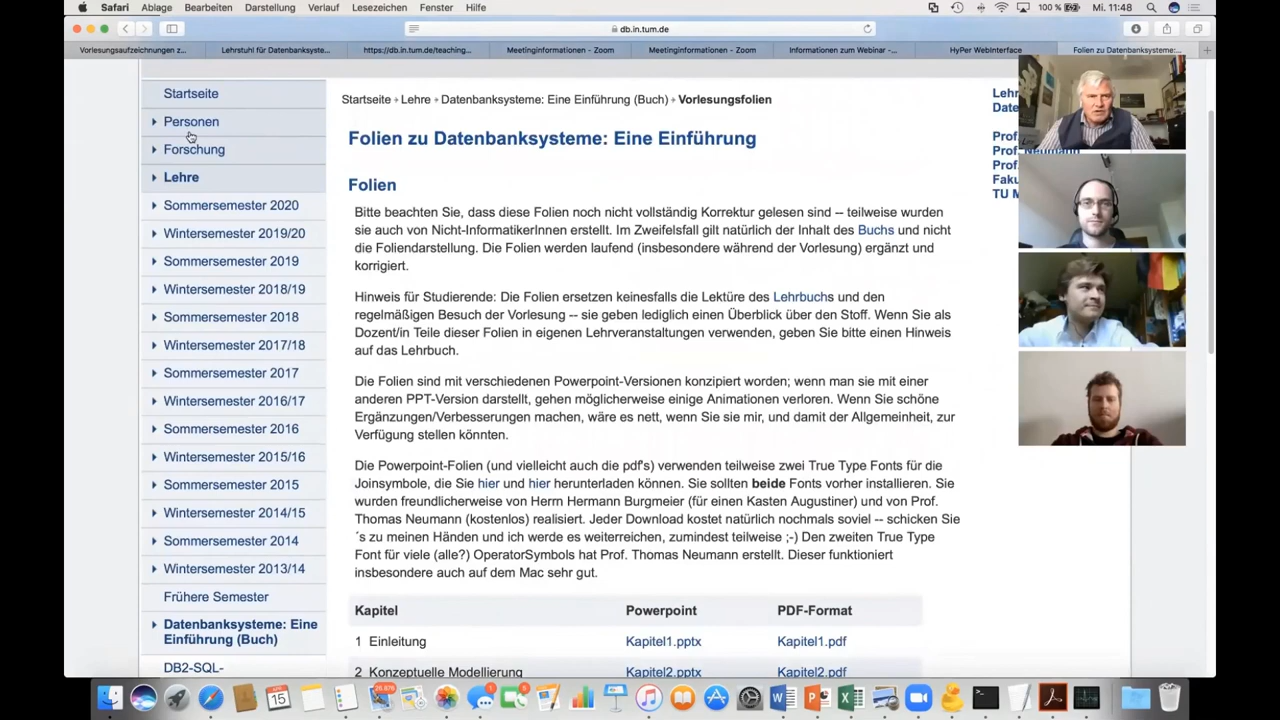 Safari Ablage Bearbeiten Darstellung Verlauf Lesezeichen Fenster Hilfe 100 % Mi. 11:48
db.in.tum.de
Vorlesungsaufzeichnungen z... Lehrstuhl für Datenbanksyste... https://db.in.tum.de/teaching... Meetinginformationen - Zoom Meetinginformationen - Zoom Informationen zum Webinar -... HyPer WebInterface Folien zu Datenbanksysteme:...
Startseite
Personen
Forschung
Lehre
Sommersemester 2020
Wintersemester 2019/20
Sommersemester 2019
Wintersemester 2018/19
Sommersemester 2018
Wintersemester 2017/18
Sommersemester 2017
Wintersemester 2016/17
Sommersemester 2016
Wintersemester 2015/16
Sommersemester 2015
Wintersemester 2014/15
Sommersemester 2014
Wintersemester 2013/14
Frühere Semester
Datenbanksysteme: Eine
Einführung (Buch)
DB2-SQL-
Startseite Lehre Datenbanksysteme: Eine Einführung (Buch) Vorlesungsfolien
Folien zu Datenbanksysteme: Eine Einführung
Folien
Bitte beachten Sie, dass diese Folien noch nicht vollständig Korrektur gelesen sind -- teilweise wurden
sie auch von Nicht-InformatikerInnen erstellt. Im Zweifelsfall gilt natürlich der Inhalt des Buchs und nicht
die Foliendarstellung. Die Folien werden laufend (insbesondere während der Vorlesung) ergänzt und
korrigiert.
Hinweis für Studierende: Die Folien ersetzen keinesfalls die Lektüre des Lehrbuchs und den
regelmäßigen Besuch der Vorlesung -- sie geben lediglich einen Überblick über den Stoff. Wenn Sie als
Dozent/in Teile dieser Folien in eigenen Lehrveranstaltungen verwenden, geben Sie bitte einen Hinweis
auf das Lehrbuch.
Die Folien sind mit verschiedenen Powerpoint-Versionen konzipiert worden; wenn man sie mit einer
anderen PPT-Version darstellt, gehen möglicherweise einige Animationen verloren. Wenn Sie schöne
Ergänzungen/Verbesserungen machen, wäre es nett, wenn Sie sie mir, und damit der Allgemeinheit, zur
Verfügung stellen könnten.
Die Powerpoint-Folien (und vielleicht auch die pdf's) verwenden teilweise zwei True Type Fonts für die
Joinsymbole, die Sie hier und hier herunterladen können. Sie sollten beide Fonts vorher installieren. Sie
wurden freundlicherweise von Herrn Hermann Burgmeier (für einen Kasten Augustiner) und von Prof.
Thomas Neumann (kostenlos) realisiert. Jeder Download kostet natürlich nochmals soviel -- schicken Sie
´s zu meinen Händen und ich werde es weiterreichen, zumindest teilweise ;-) Den zweiten True Type
Font für viele (alle?) OperatorSymbols hat Prof. Thomas Neumann erstellt. Dieser funktioniert
insbesondere auch auf dem Mac sehr gut.
Kapitel Powerpoint PDF-Format
1 Einleitung Kapitel1.pptx Kapitel1.pdf
2 Konzeptuelle Modellierung Kapitel2.pptx Kapitel2.pdf
Prof.
Prof. Neumann
Prof.
TU M